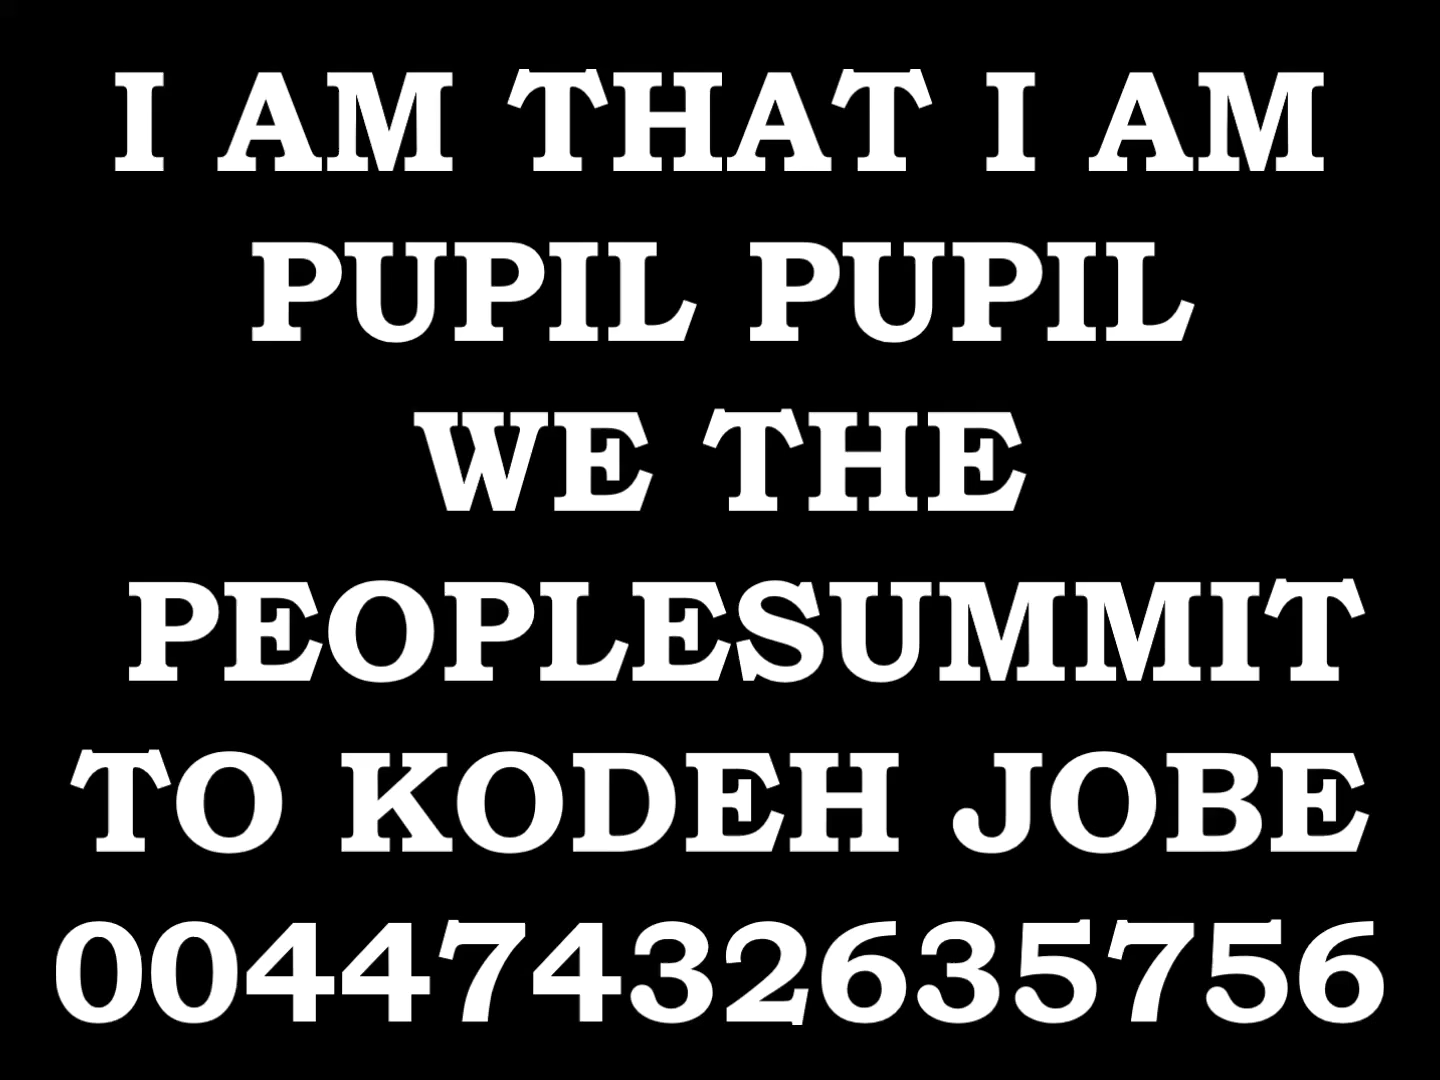 I AM THAT I AM
PUPIL PUPIL
WE THE
PEOPLESUMMIT
TO KODEH JOBE
00447432635756